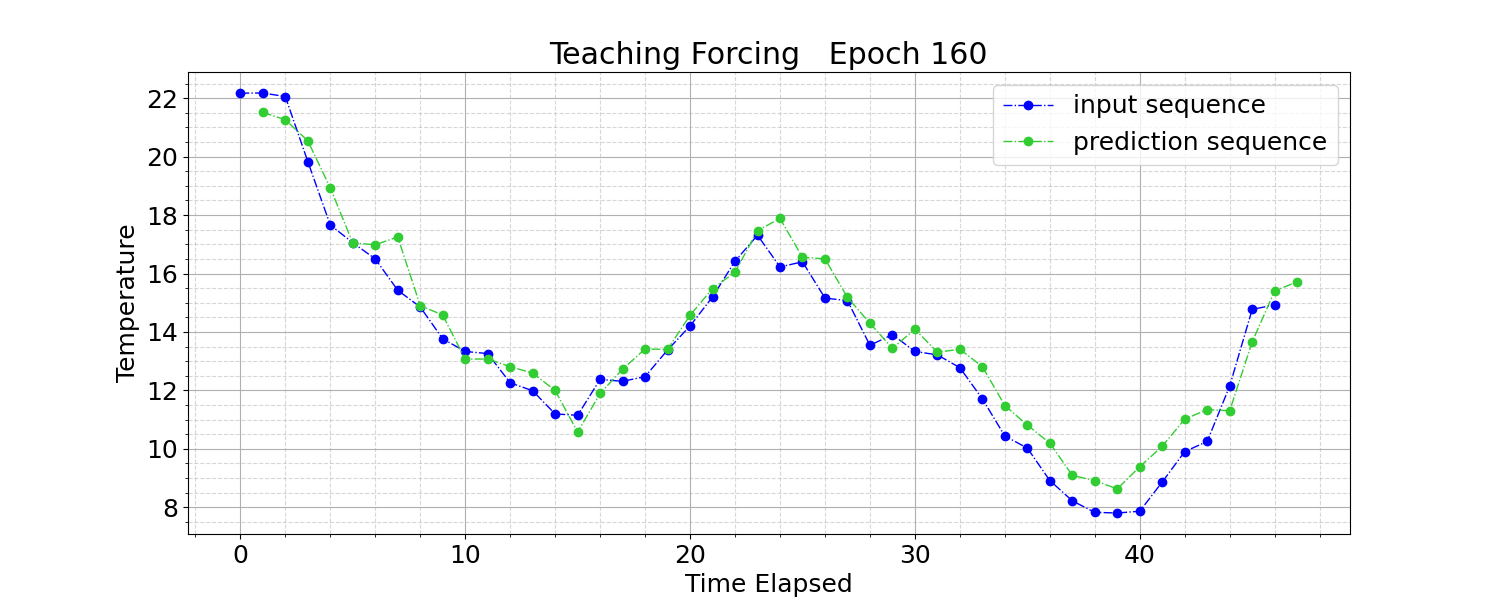 Teaching Forcing   Epoch 160
input sequence
prediction sequence
Temperature
22
20
18
16
14
12
10
8
0 10 20 30 40
Time Elapsed